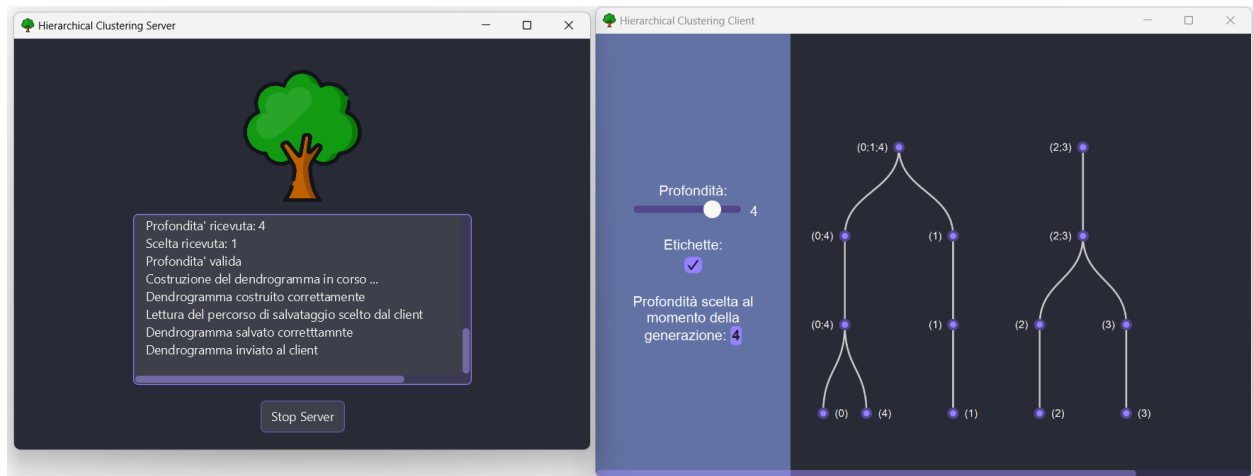 Hierarchical Clustering Server
Profondita' ricevuta: 4
Scelta ricevuta: 1
Profondita' valida
Costruzione del dendrogramma in corso ...
Dendrogramma costruito correttamente
Lettura del percorso di salvataggio scelto dal client
Dendrogramma salvato corretttamnte
Dendrogramma inviato al client
Stop Server
Hierarchical Clustering Client
Profondità:
4
Etichette:
Profondità scelta al
momento della
generazione: 4
(0;1;4) (2;3)
(0;4) (1) (2;3)
(0;4) (1) (2) (3)
(0) (4) (1) (2) (3)